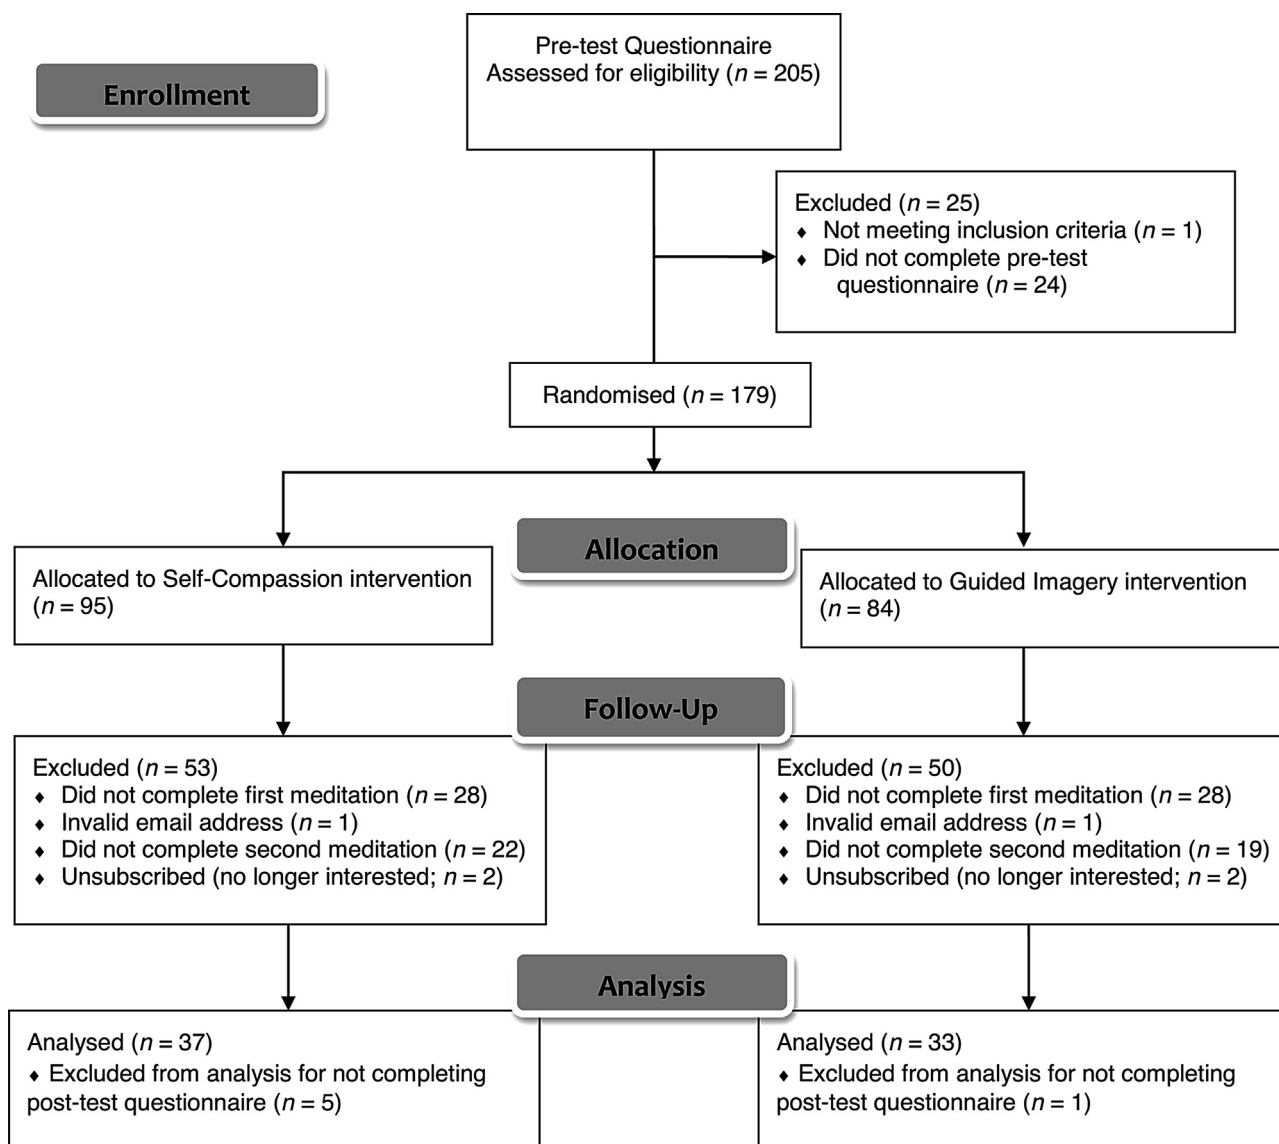 Pre-test Questionnaire
Assessed for eligibility (n = 205)
Enrollment
Excluded (n = 25)
♦ Not meeting inclusion criteria (n = 1)
♦ Did not complete pre-test
questionnaire (n = 24)
Randomised (n = 179)
Allocation
Allocated to Self-Compassion intervention
(n = 95)
Allocated to Guided Imagery intervention
(n = 84)
Follow-Up
Excluded (n = 53)
♦ Did not complete first meditation (n = 28)
♦ Invalid email address (n = 1)
♦ Did not complete second meditation (n = 22)
♦ Unsubscribed (no longer interested; n = 2)
Excluded (n = 50)
♦ Did not complete first meditation (n = 28)
♦ Invalid email address (n = 1)
♦ Did not complete second meditation (n = 19)
♦ Unsubscribed (no longer interested; n = 2)
Analysis
Analysed (n = 37)
♦ Excluded from analysis for not completing
post-test questionnaire (n = 5)
Analysed (n = 33)
♦ Excluded from analysis for not completing
post-test questionnaire (n = 1)